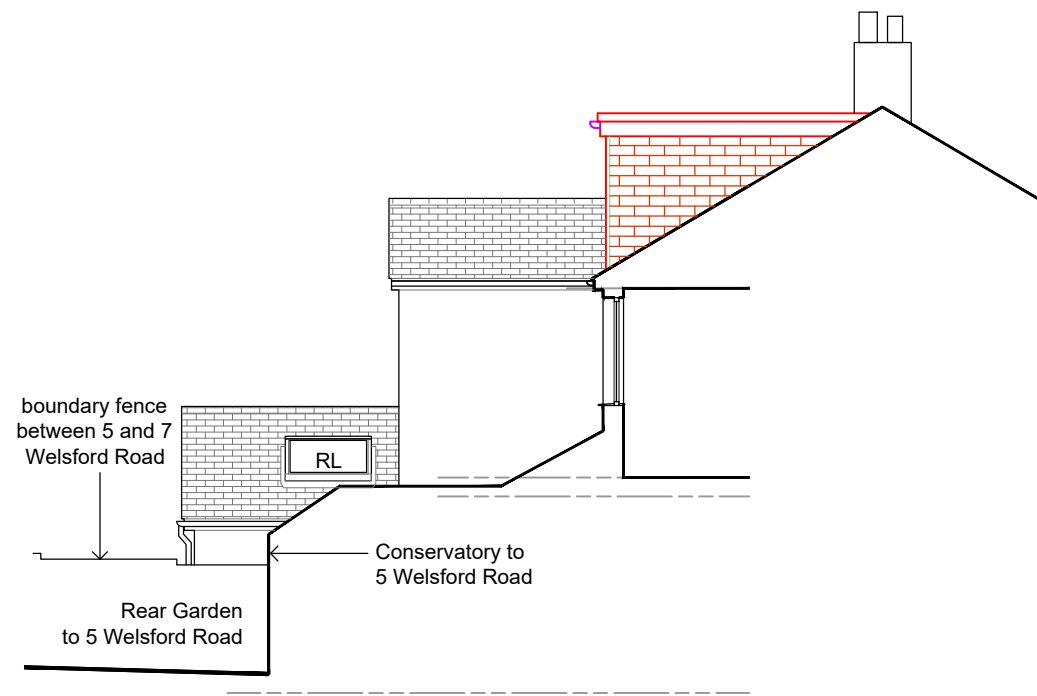 boundary fence
between 5 and 7
Welsford Road
RL
Conservatory to
5 Welsford Road
Rear Garden
to 5 Welsford Road